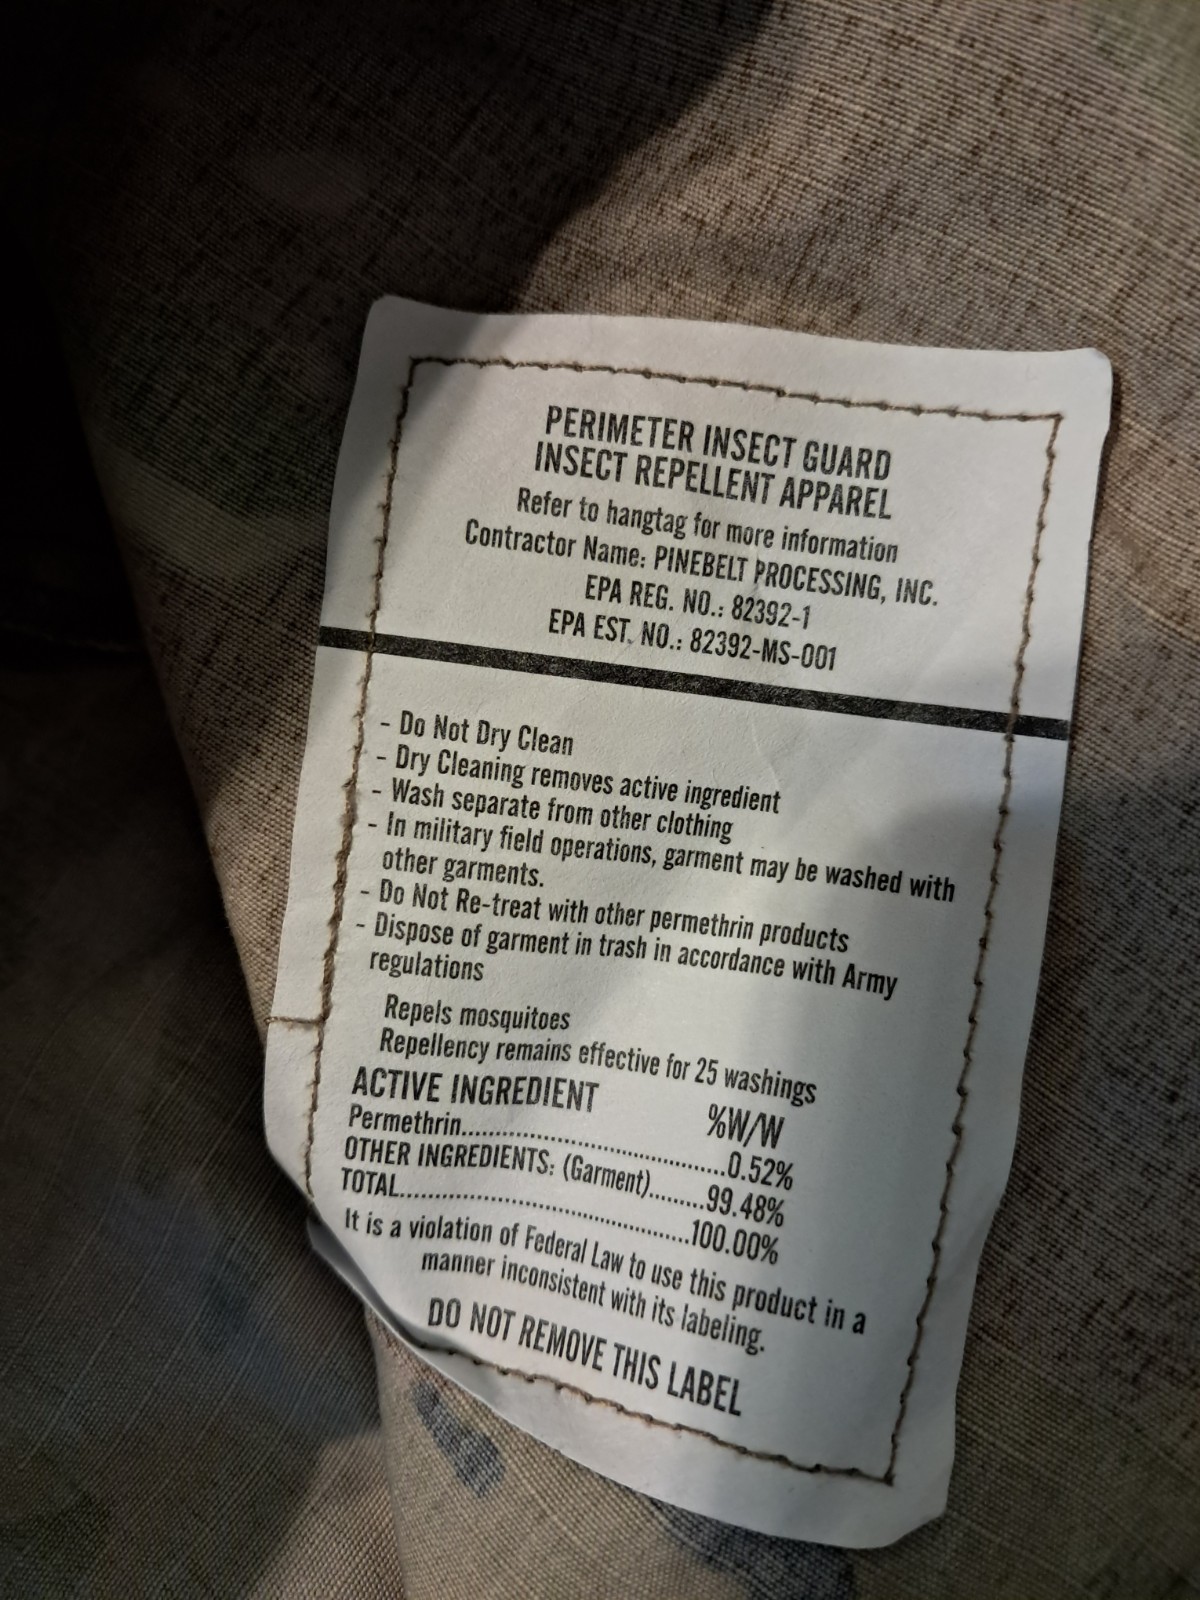 PERIMETER INSECT GUARD
INSECT REPELLENT APPAREL
Refer to hangtag for more information
Contractor Name: PINEBELT PROCESSING, INC.
EPA REG. NO.: 82392-1
EPA EST. NO.: 82392-MS-001
- Do Not Dry Clean
- Dry Cleaning removes active ingredient
- Wash separate from other clothing
- In military field operations, garment may be washed with
other garments.
- Do Not Re-treat with other permethrin products
- Dispose of garment in trash in accordance with Army
regulations
Repels mosquitoes
Repellency remains effective for 25 washings
ACTIVE INGREDIENT %W/W
Permethrin..............................0.52%
OTHER INGREDIENTS: (Garment).........99.48%
TOTAL.................................100.00%
It is a violation of Federal Law to use this product in a
manner inconsistent with its labeling.
DO NOT REMOVE THIS LABEL